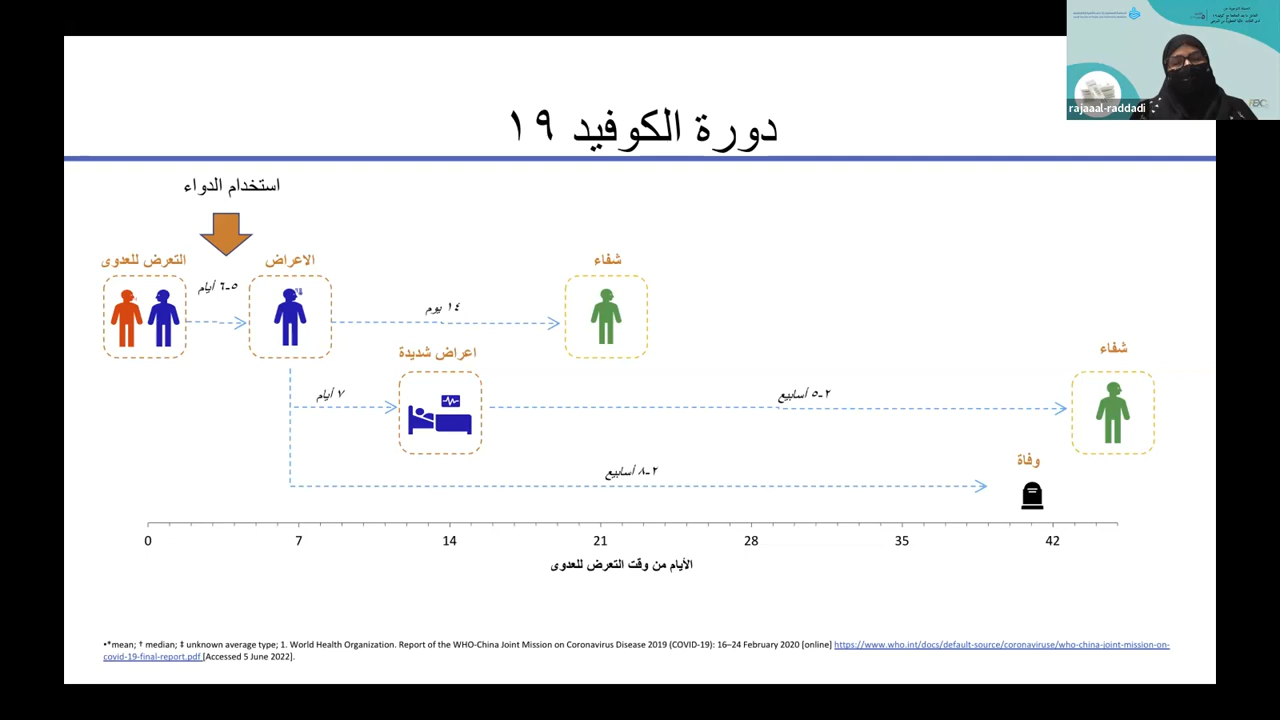 دورة الكوفيد ١٩
استخدام الدواء
التعرض للعدوى
الاعراض
شفاء
٥-٦ أيام
١٤ يوم
اعراض شديدة
شفاء
٧ أيام
٢-٥ أسابيع
وفاة
٢-٨ أسابيع
0 7 14 21 28 35 42
الأيام من وقت التعرض للعدوى
•*mean; † median; ‡ unknown average type; 1. World Health Organization. Report of the WHO-China Joint Mission on Coronavirus Disease 2019 (COVID-19): 16–24 February 2020 [online] https://www.who.int/docs/default-source/coronaviruse/who-china-joint-mission-on-
covid-19-final-report.pdf [Accessed 5 June 2022].
rajaaal-raddadi